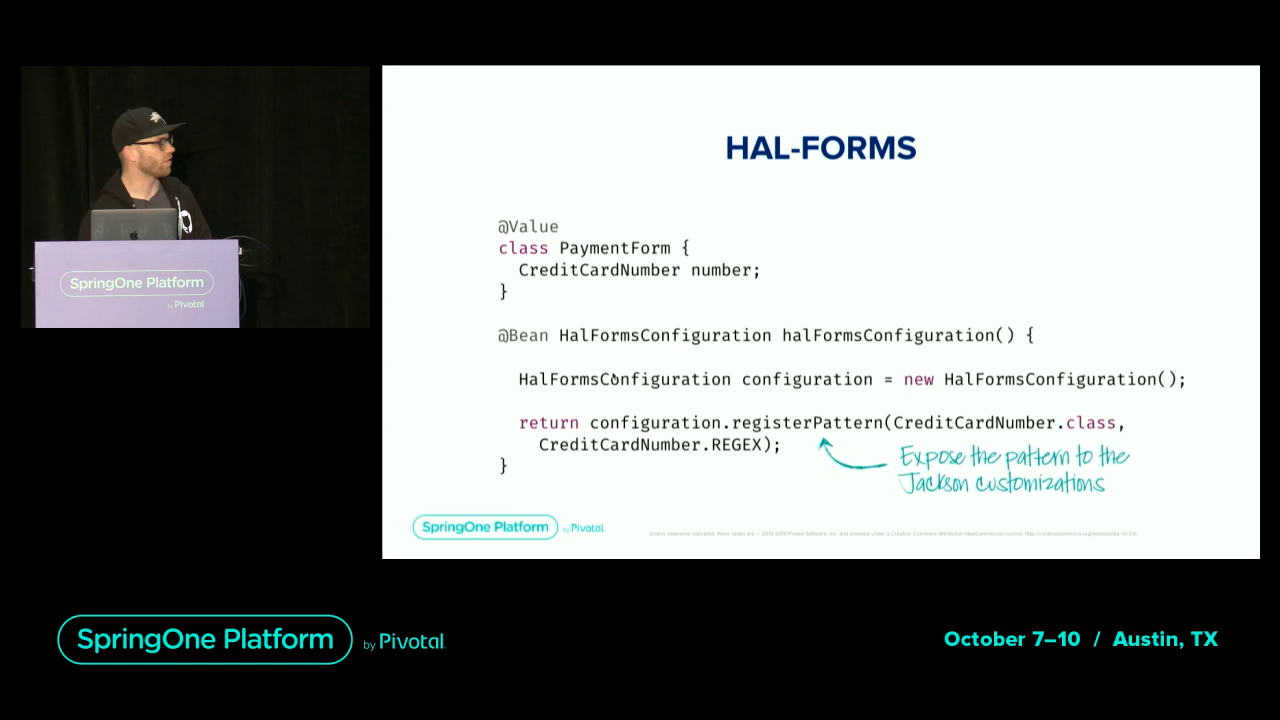 SpringOne Platform
by Pivotal
HAL-FORMS
@Value
class PaymentForm {
CreditCardNumber number;
}
@Bean HalFormsConfiguration halFormsConfiguration() {
HalFormsConfiguration configuration = new HalFormsConfiguration();
return configuration.registerPattern(CreditCardNumber.class,
CreditCardNumber.REGEX);
}
Expose the pattern to the
Jackson customizations
SpringOne Platform by Pivotal
SpringOne Platform by Pivotal
October 7–10 / Austin, TX